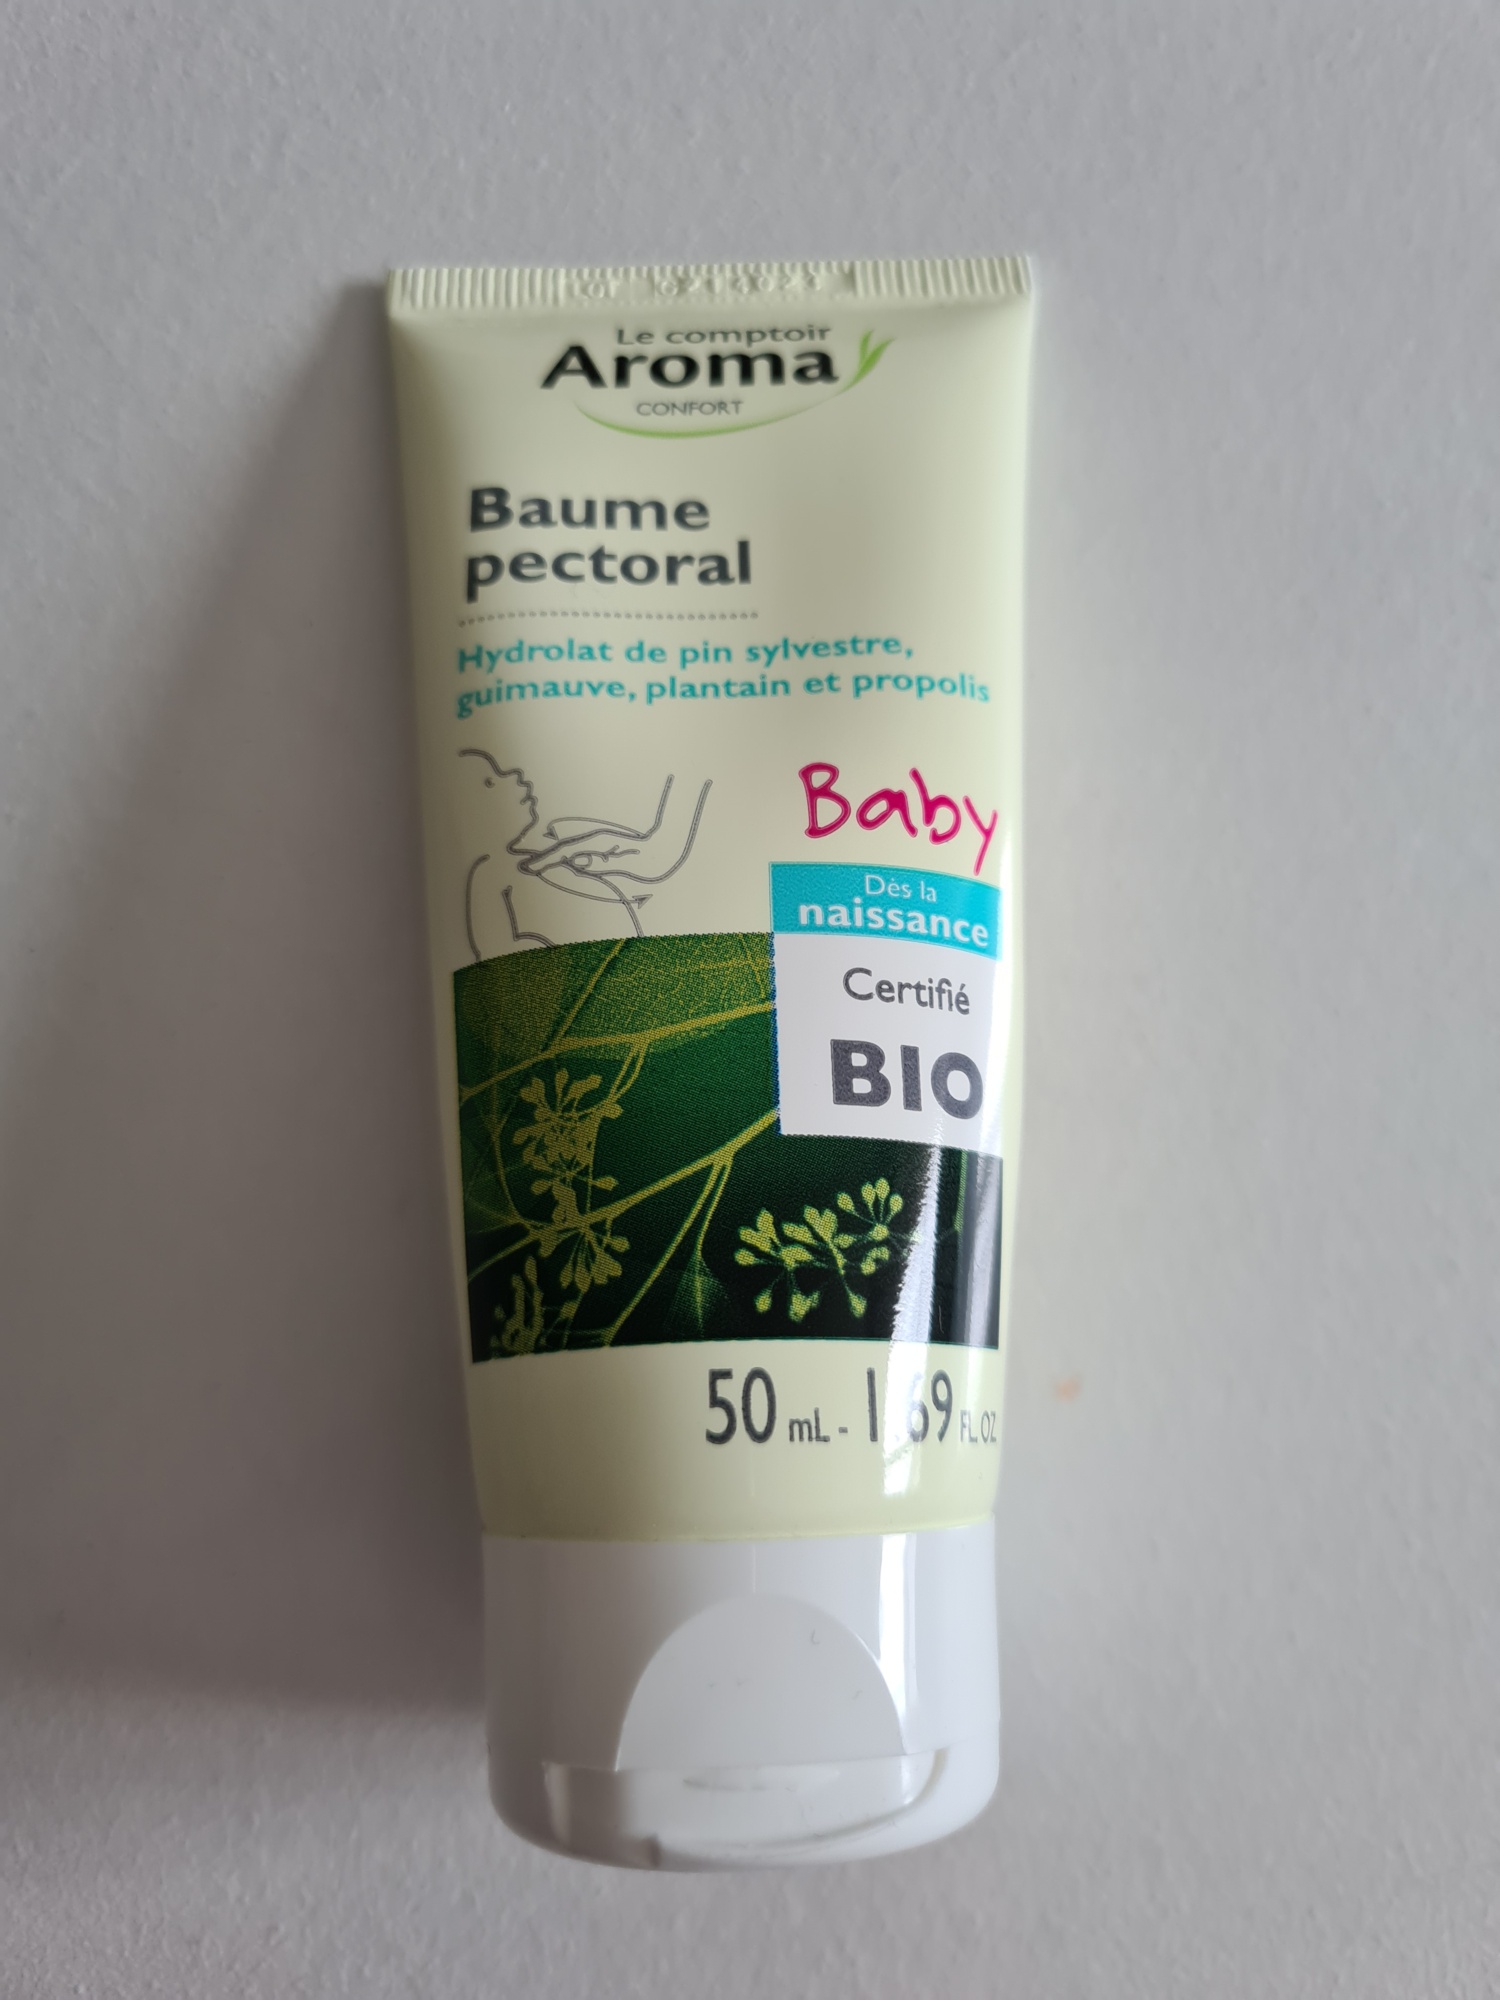 Le comptoir
Aroma
CONFORT
Baume
pectoral
Hydrolat de pin sylvestre,
guimauve, plantain et propolis
Baby
Dès la
naissance
Certifié
BIO
50 mL - 1.69 FL OZ